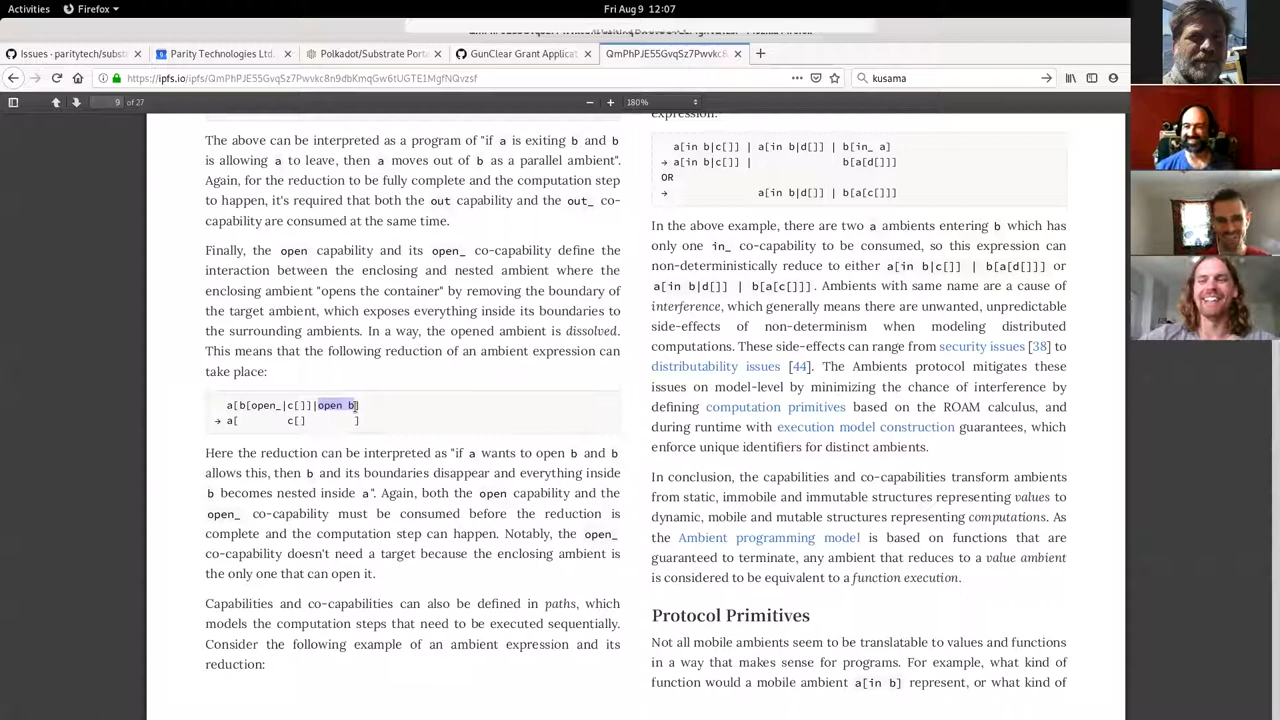 Activities Firefox Fri Aug 9 12:07
Issues - paritytech/subst Parity Technologies Ltd. Polkadot/Substrate Porta GunClear Grant Applicat QmPhPJE55GvqSz7Pwvkc8
https://ipfs.io/ipfs/QmPhPJE55GvqSz7Pwvkc8n9dbKmqGw6tUGTE1MgfNQvzsf kusama
9 of 27 180%
The above can be interpreted as a program of "if a is exiting b and b
is allowing a to leave, then a moves out of b as a parallel ambient".
Again, for the reduction to be fully complete and the computation step
to happen, it's required that both the out capability and the out_ co-
capability are consumed at the same time.
Finally, the open capability and its open_ co-capability define the
interaction between the enclosing and nested ambient where the
enclosing ambient "opens the container" by removing the boundary of
the target ambient, which exposes everything inside its boundaries to
the surrounding ambients. In a way, the opened ambient is dissolved.
This means that the following reduction of an ambient expression can
take place:
a[b[open_|c[]]|open b]
→ a[ c[] ]
Here the reduction can be interpreted as "if a wants to open b and b
allows this, then b and its boundaries disappear and everything inside
b becomes nested inside a". Again, both the open capability and the
open_ co-capability must be consumed before the reduction is
complete and the computation step can happen. Notably, the open_
co-capability doesn't need a target because the enclosing ambient is
the only one that can open it.
Capabilities and co-capabilities can also be defined in paths, which
models the computation steps that need to be executed sequentially.
Consider the following example of an ambient expression and its
reduction:
expression:
a[in b|c[]] | a[in b|d[]] | b[in_ a]
→ a[in b|c[]] | b[a[d[]]]
OR
→ a[in b|d[]] | b[a[c[]]]
In the above example, there are two a ambients entering b which has
only one in_ co-capability to be consumed, so this expression can
non-deterministically reduce to either a[in b|c[]] | b[a[d[]]] or
a[in b|d[]] | b[a[c[]]]. Ambients with same name are a cause of
interference, which generally means there are unwanted, unpredictable
side-effects of non-determinism when modeling distributed
computations. These side-effects can range from security issues [38] to
distributability issues [44]. The Ambients protocol mitigates these
issues on model-level by minimizing the chance of interference by
defining computation primitives based on the ROAM calculus, and
during runtime with execution model construction guarantees, which
enforce unique identifiers for distinct ambients.
In conclusion, the capabilities and co-capabilities transform ambients
from static, immobile and immutable structures representing values to
dynamic, mobile and mutable structures representing computations. As
the Ambient programming model is based on functions that are
guaranteed to terminate, any ambient that reduces to a value ambient
is considered to be equivalent to a function execution.
Protocol Primitives
Not all mobile ambients seem to be translatable to values and functions
in a way that makes sense for programs. For example, what kind of
function would a mobile ambient a[in b] represent, or what kind of